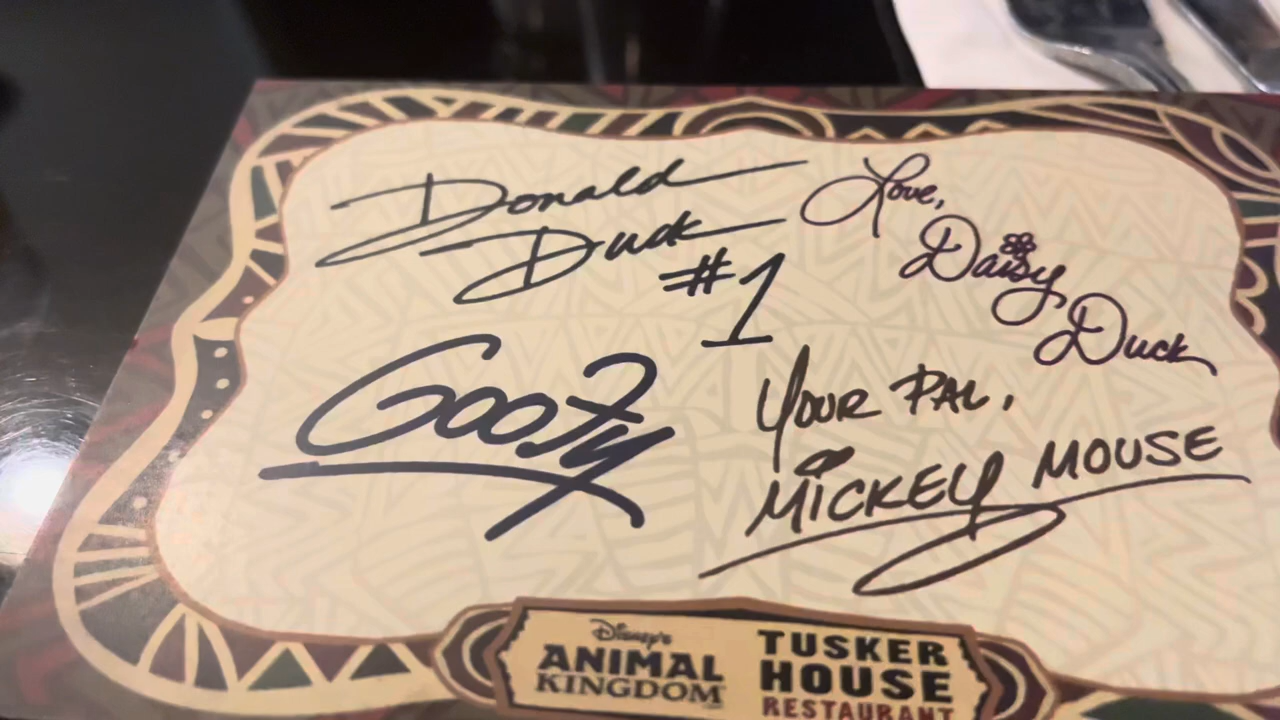 Donald
Duck
#1
Love,
Daisy
Duck
Goofy
YOUR PAL,
MICKEY MOUSE
Disney's
ANIMAL
KINGDOM
TUSKER
HOUSE
RESTAURANT